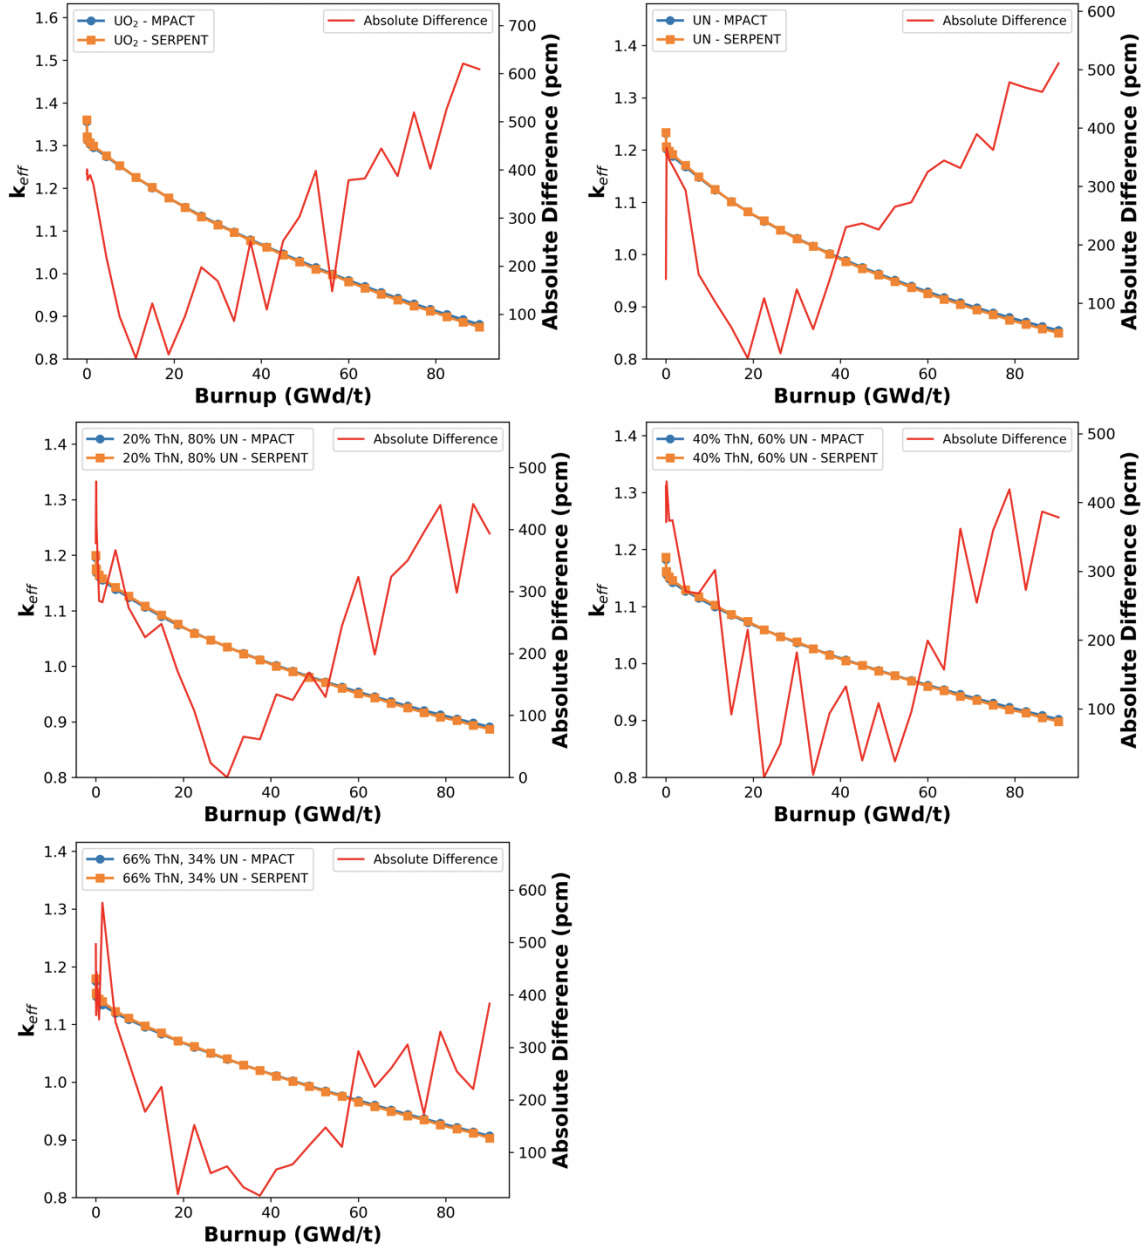 UO₂ - MPACT
UO₂ - SERPENT
Absolute Difference
1.6
1.5
1.4
1.3
1.2
1.1
1.0
0.9
0.8
k_eff
700
600
500
400
300
200
100
Absolute Difference (pcm)
0 20 40 60 80
Burnup (GWd/t)
UN - MPACT
UN - SERPENT
Absolute Difference
1.4
1.3
1.2
1.1
1.0
0.9
0.8
k_eff
600
500
400
300
200
100
Absolute Difference (pcm)
0 20 40 60 80
Burnup (GWd/t)
20% ThN, 80% UN - MPACT
20% ThN, 80% UN - SERPENT
Absolute Difference
1.4
1.3
1.2
1.1
1.0
0.9
0.8
k_eff
500
400
300
200
100
0
Absolute Difference (pcm)
0 20 40 60 80
Burnup (GWd/t)
40% ThN, 60% UN - MPACT
40% ThN, 60% UN - SERPENT
Absolute Difference
1.4
1.3
1.2
1.1
1.0
0.9
0.8
k_eff
500
400
300
200
100
Absolute Difference (pcm)
0 20 40 60 80
Burnup (GWd/t)
66% ThN, 34% UN - MPACT
66% ThN, 34% UN - SERPENT
Absolute Difference
1.4
1.3
1.2
1.1
1.0
0.9
0.8
k_eff
600
500
400
300
200
100
Absolute Difference (pcm)
0 20 40 60 80
Burnup (GWd/t)